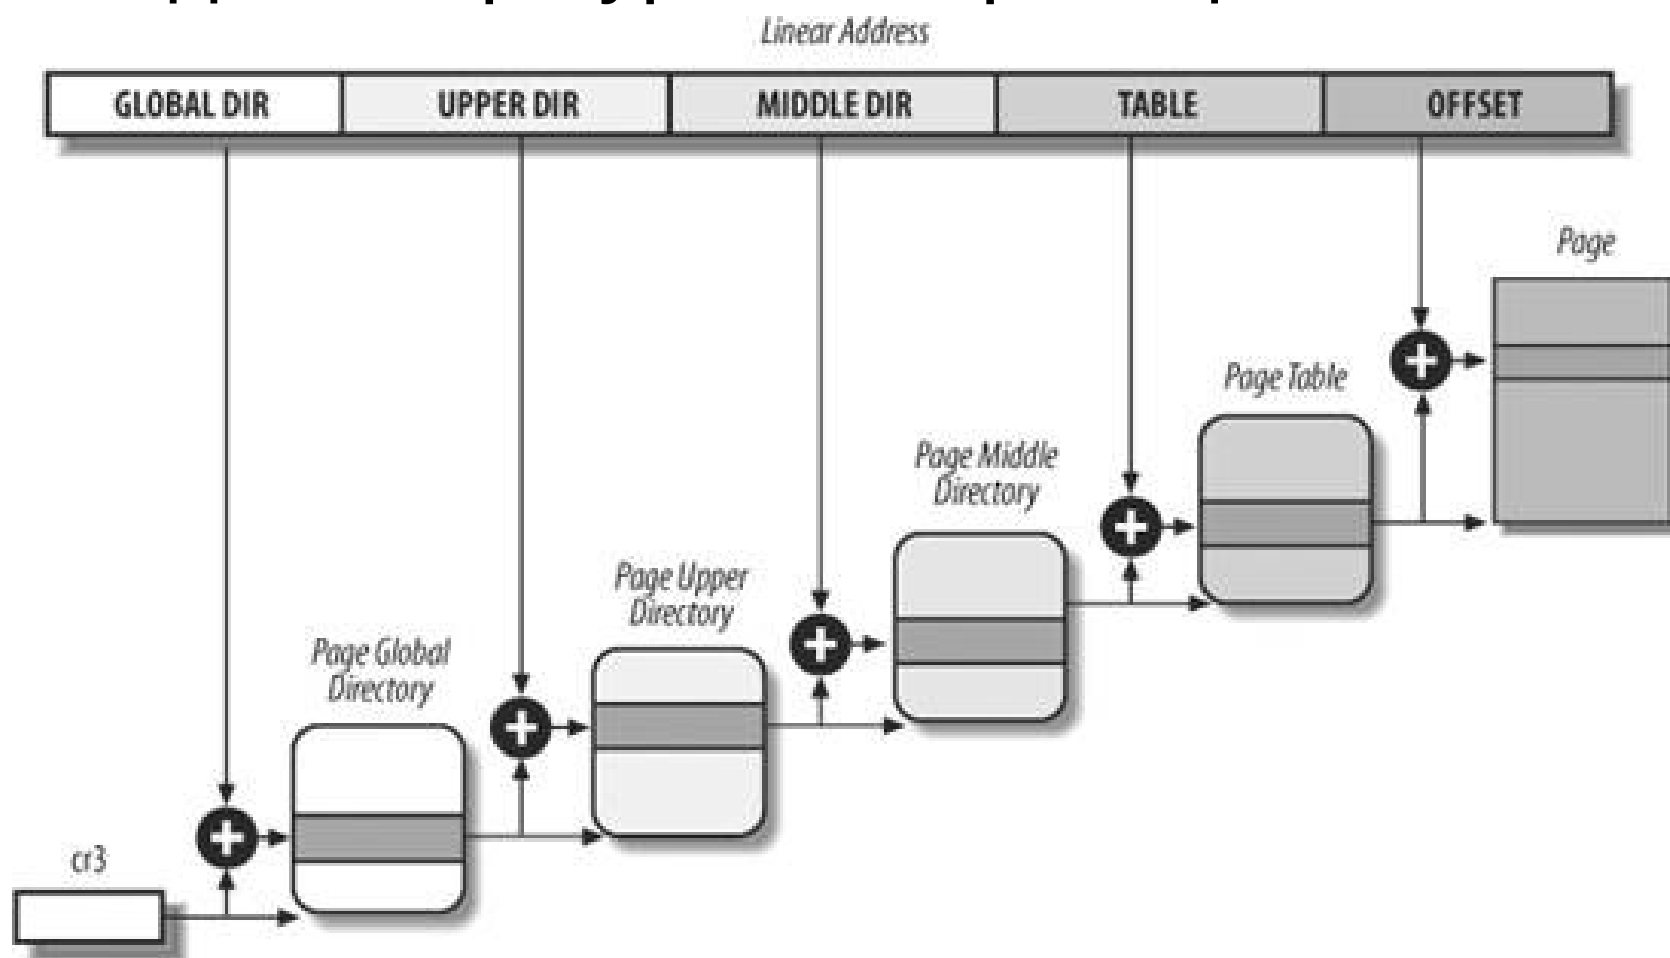 Linear Address
GLOBAL DIR
UPPER DIR
MIDDLE DIR
TABLE
OFFSET
Page
Page Table
Page Middle
Directory
Page Upper
Directory
Page Global
Directory
cr3